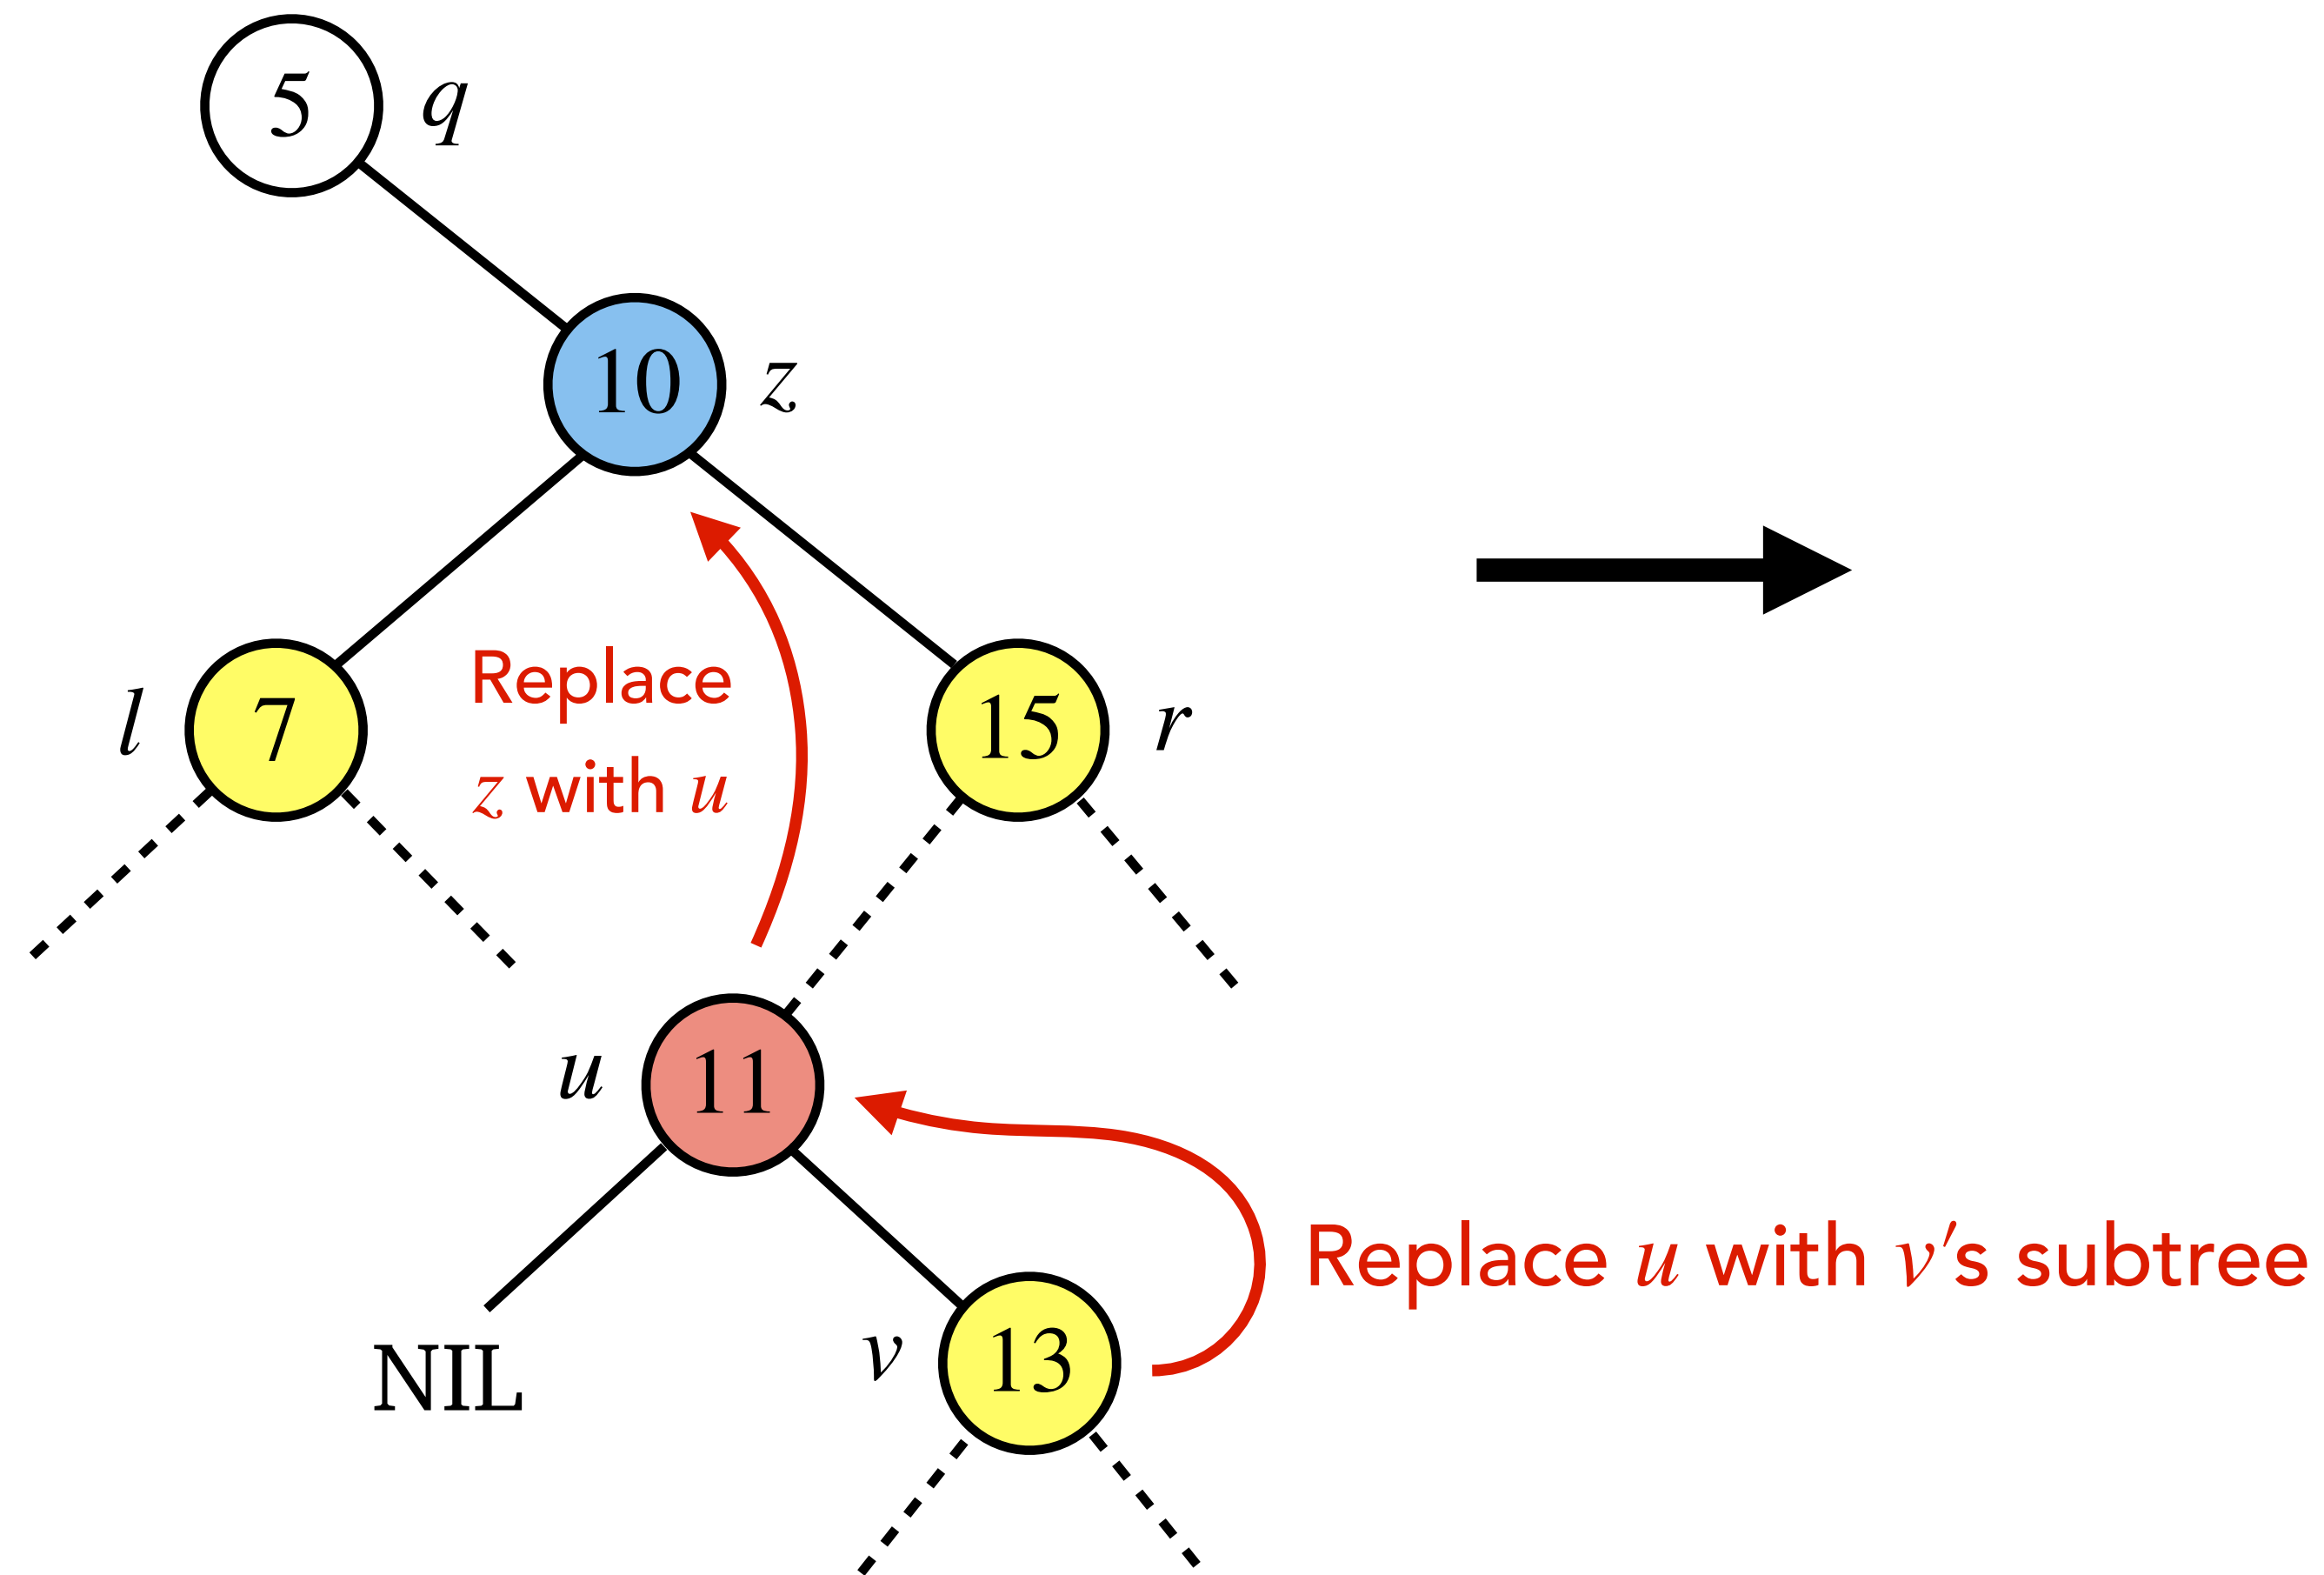 5 q
10 z
Replace
z with u
l 7
15 r
u 11
Replace u with v's subtree
NIL
v 13